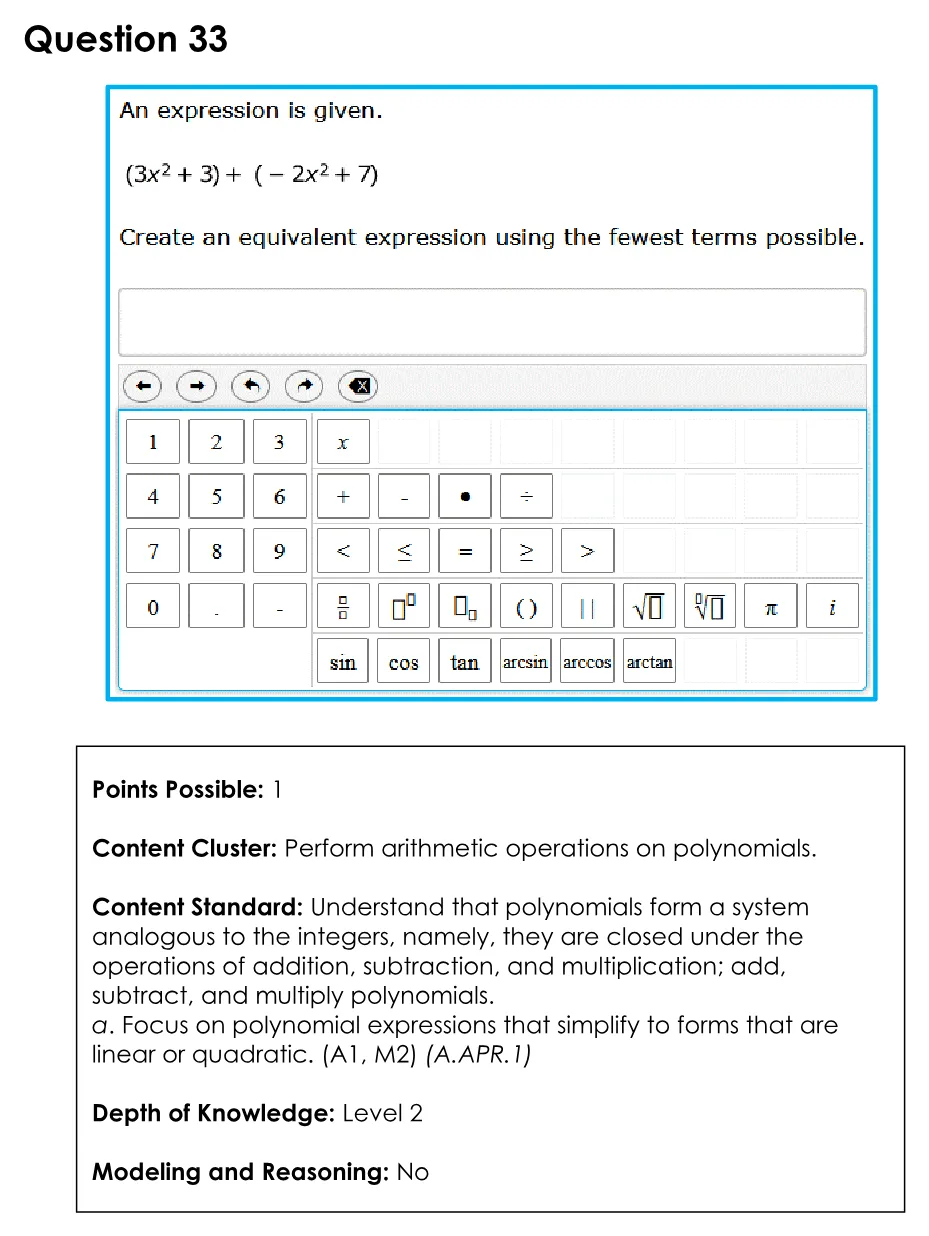 Question 33
An expression is given.
(3x² + 3) + ( − 2x² + 7)
Create an equivalent expression using the fewest terms possible.
1 2 3 x
4 5 6 + - • ÷
7 8 9 < ≤ = ≥ >
0 . - □/□ □^□ □_□ ( ) | | √□ □√□ π i
sin cos tan arcsin arccos arctan
Points Possible: 1
Content Cluster: Perform arithmetic operations on polynomials.
Content Standard: Understand that polynomials form a system
analogous to the integers, namely, they are closed under the
operations of addition, subtraction, and multiplication; add,
subtract, and multiply polynomials.
a. Focus on polynomial expressions that simplify to forms that are
linear or quadratic. (A1, M2) (A.APR.1)
Depth of Knowledge: Level 2
Modeling and Reasoning: No